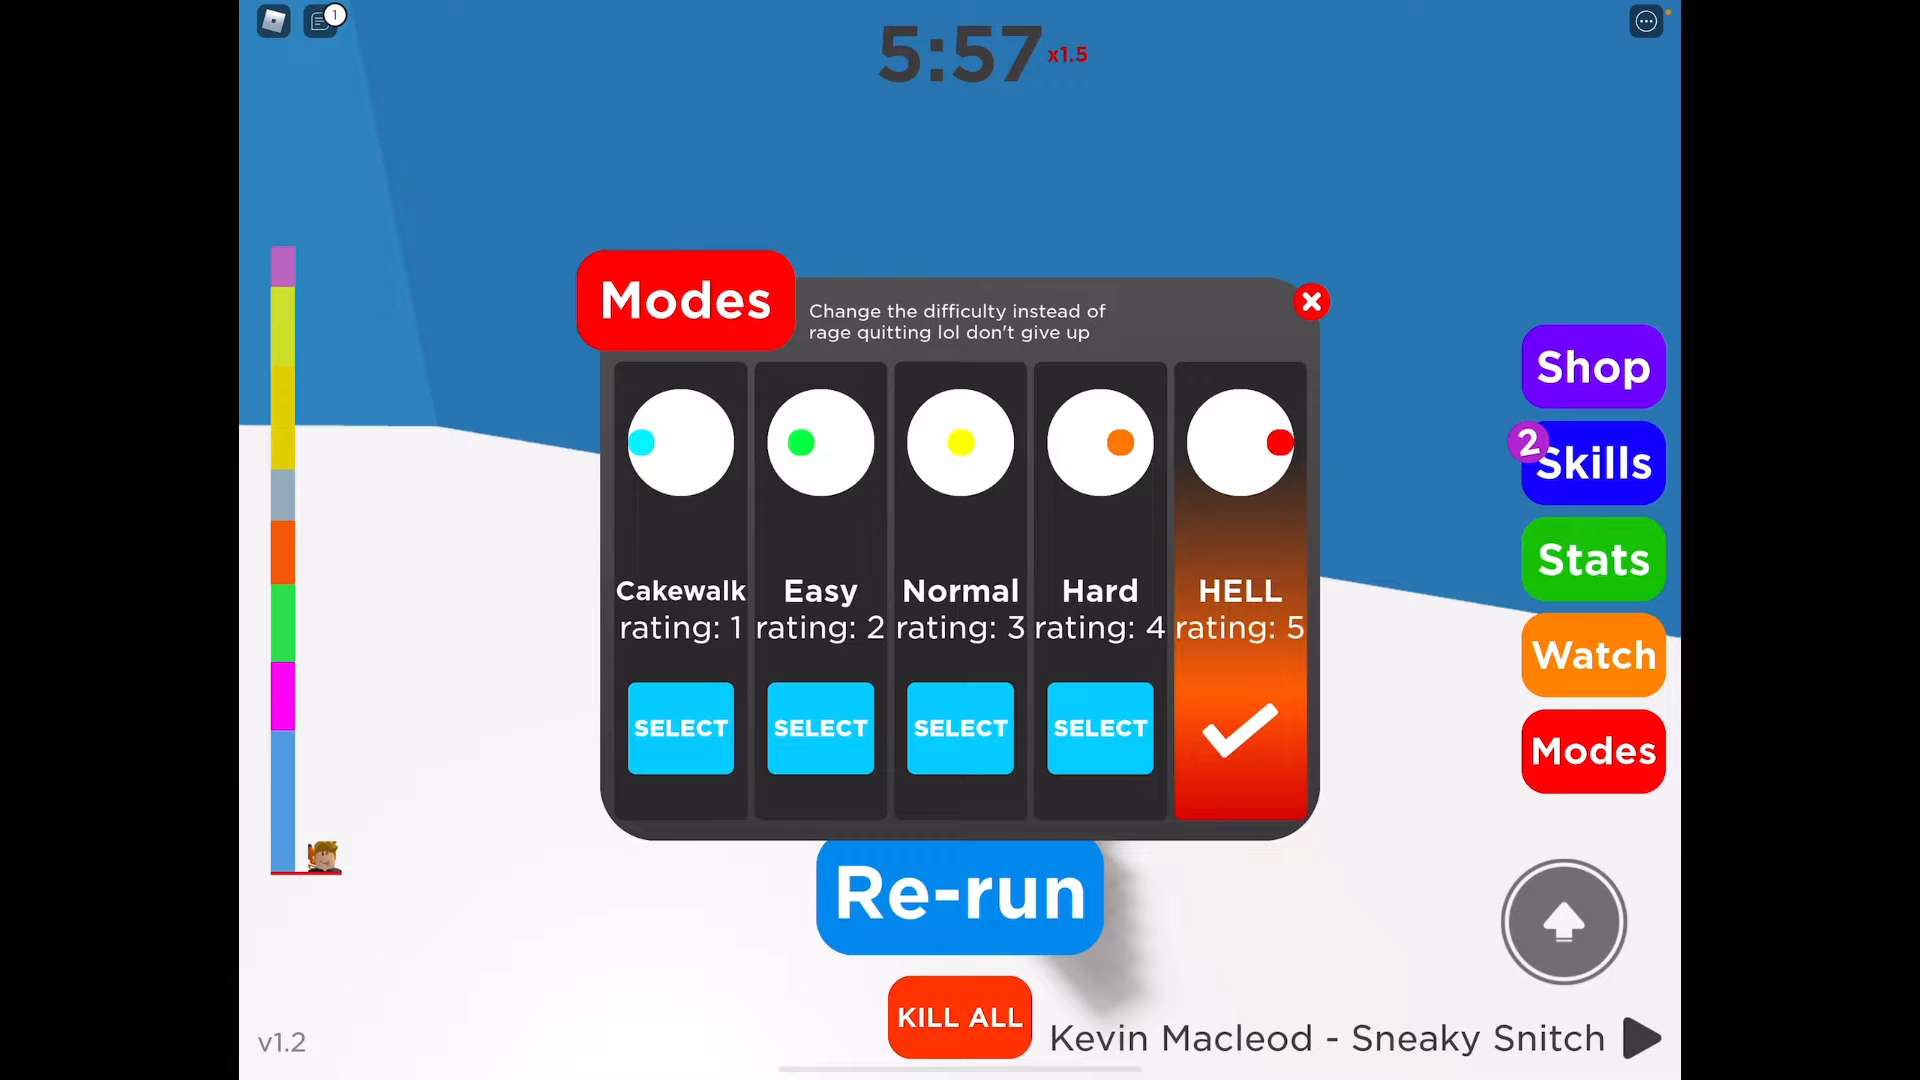 1
5:57 x1.5
Modes
Change the difficulty instead of
rage quitting lol don't give up
Cakewalk
rating: 1
SELECT
Easy
rating: 2
SELECT
Normal
rating: 3
SELECT
Hard
rating: 4
SELECT
HELL
rating: 5
Shop
2
Skills
Stats
Watch
Modes
Re-run
KILL ALL
Kevin Macleod - Sneaky Snitch
v1.2